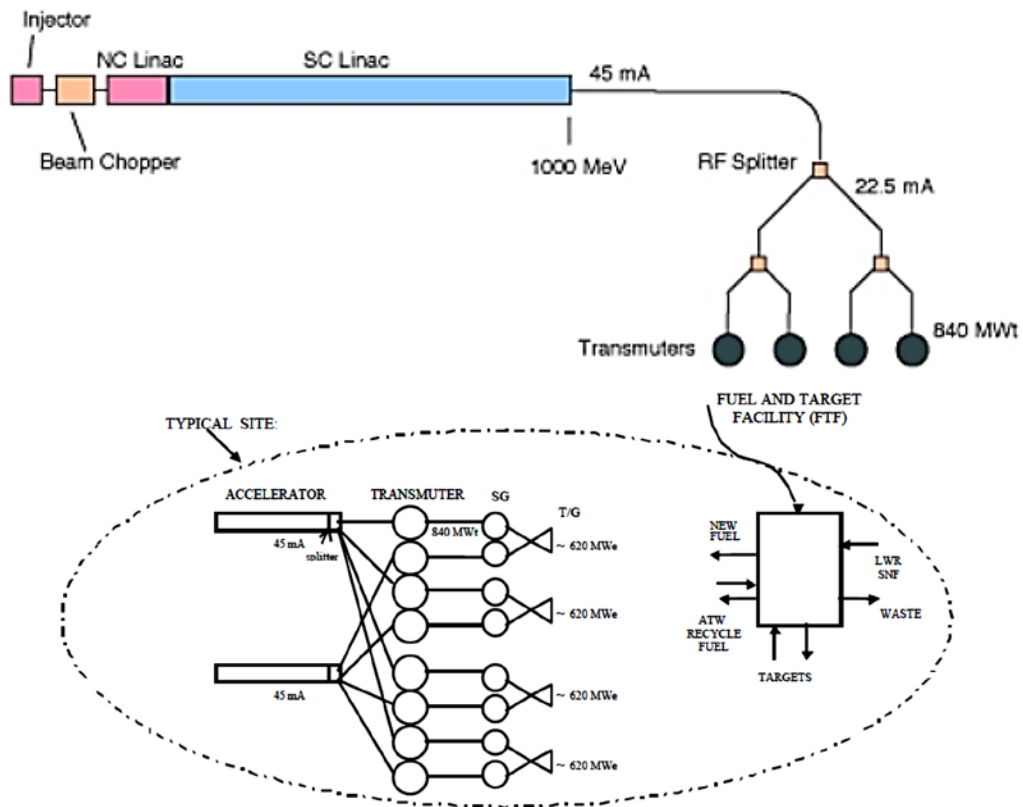 Injector
NC Linac
SC Linac
45 mA
Beam Chopper
1000 MeV
RF Splitter
22.5 mA
Transmuters
840 MWt
FUEL AND TARGET
FACILITY (FTF)
TYPICAL SITE:
ACCELERATOR
TRANSMUTER
SG
T/G
45 mA
splitter
840 MWt
~ 620 MWe
~ 620 MWe
45 mA
~ 620 MWe
~ 620 MWe
NEW
FUEL
LWR
SNF
ATW
RECYCLE
FUEL
WASTE
TARGETS